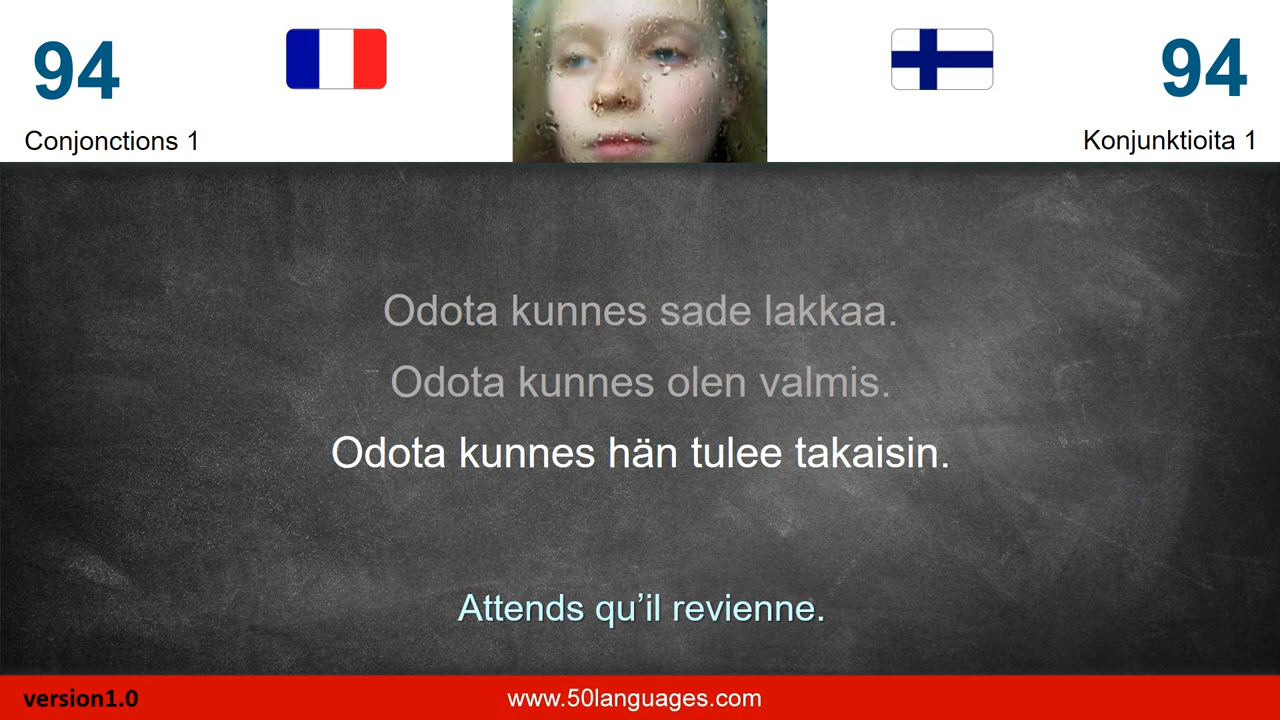 94
94
Conjonctions 1
Konjunktioita 1
Odota kunnes sade lakkaa.
Odota kunnes olen valmis.
Odota kunnes hän tulee takaisin.
Attends qu’il revienne.
version1.0
www.50languages.com